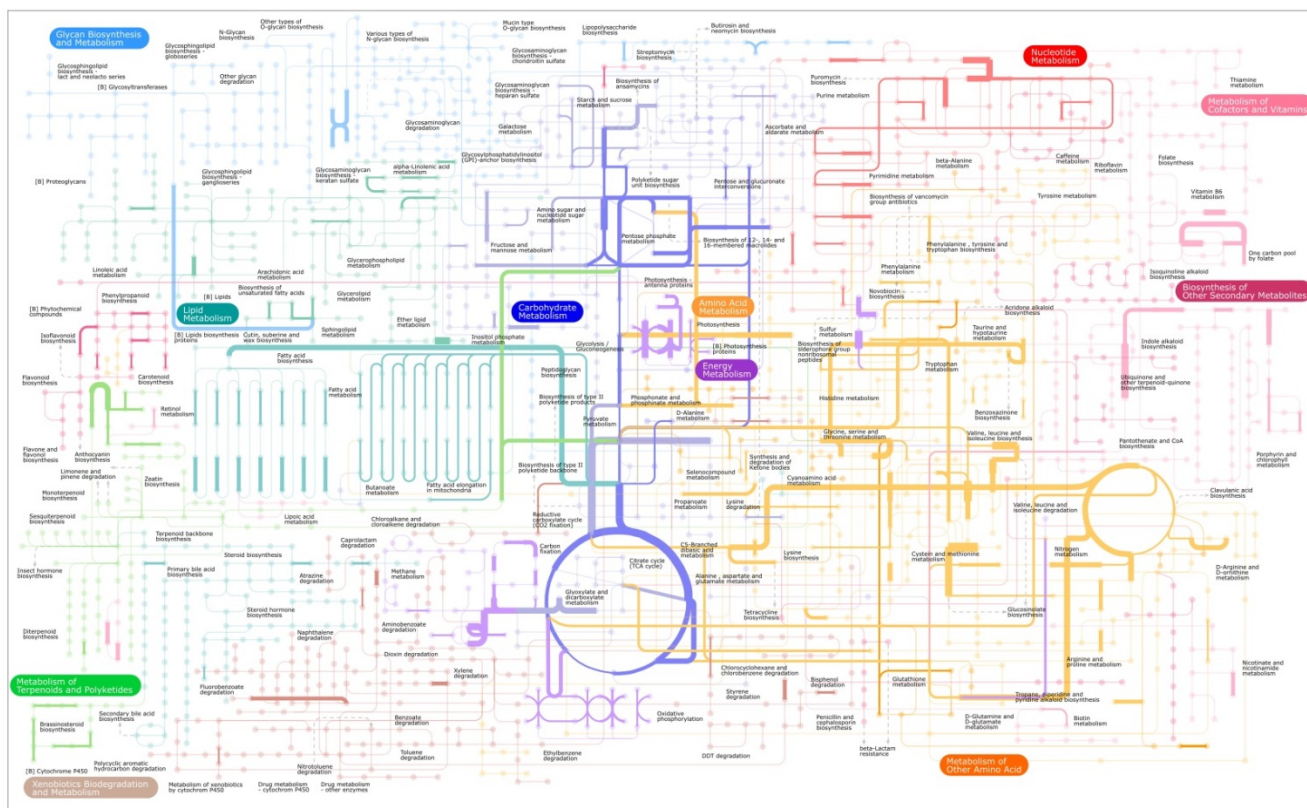 Glycan Biosynthesis
and Metabolism
N-Glycan
biosynthesis
Other types of
O-glycan biosynthesis
Various types of
N-glycan biosynthesis
Mucin type
O-glycan biosynthesis
Lipopolysaccharide biosynthesis
Butirosin and
neomycin biosynthesis
Streptomycin
biosynthesis
Nucleotide
Metabolism
Glycosphingolipid
biosynthesis -
globoseries
Glycosphingolipid
biosynthesis -
lact and neolacto series
Other glycan
degradation
[B] Glycosyltransferases
Glycosaminoglycan
biosynthesis -
chondroitin sulfate
Glycosaminoglycan
biosynthesis -
heparan sulfate
Biosynthesis of
ansamycins
Starch and sucrose
metabolism
Puromycin
biosynthesis
Purine metabolism
Thiamine
metabolism
Metabolism of
Cofactors and Vitamins
Glycosaminoglycan
degradation
Galactose
metabolism
Ascorbate and
aldarate metabolism
Glycosylphosphatidylinositol
(GPI)-anchor biosynthesis
beta-Alanine
metabolism
Caffeine
metabolism
Riboflavin
metabolism
Folate
biosynthesis
[B] Proteoglycans
Glycosphingolipid
biosynthesis -
ganglioseries
Glycosaminoglycan
biosynthesis -
keratan sulfate
alpha-Linolenic acid
metabolism
Polyketide sugar
unit biosynthesis
Pentose and glucuronate
interconversions
Pyrimidine metabolism
Biosynthesis of vancomycin
group antibiotics
Tyrosine metabolism
Vitamin B6
metabolism
Amino sugar and
nucleotide sugar
metabolism
Fructose and
mannose metabolism
Pentose phosphate
metabolism
Biosynthesis of 12-, 14- and
16-membered macrolides
Phenylalanine , tyrosine and
tryptophan biosynthesis
One carbon pool
by folate
Glycerophospholipid
metabolism
Linoleic acid
metabolism
Arachidonic acid
metabolism
Photosynthesis -
antenna proteins
Phenylalanine
metabolism
Isoquinoline alkaloid
biosynthesis
Phenylpropanoid
biosynthesis
[B] Lipids
Biosynthesis of
unsaturated fatty acids
Glycerolipid
metabolism
Novobiocin
biosynthesis
Biosynthesis of
Other Secondary Metabolites
[B] Phytochemical
compounds
Lipid
Metabolism
Ether lipid
metabolism
Carbohydrate
Metabolism
Amino Acid
Metabolism
Acridone alkaloid
biosynthesis
Isoflavonoid
biosynthesis
[B] Lipids biosynthesis
proteins
Cutin, suberine and
wax biosynthesis
Sphingolipid
metabolism
Inositol phosphate
metabolism
Photosynthesis
Sulfur
metabolism
Taurine and
hypotaurine
metabolism
Indole alkaloid
biosynthesis
Carotenoid
biosynthesis
Fatty acid
biosynthesis
Glycolysis /
Gluconeogenesis
[B] Photosynthesis
proteins
Biosynthesis of
siderophore group
nonribosomal
peptides
Energy
Metabolism
Tryptophan
metabolism
Flavonoid
biosynthesis
Peptidoglycan
biosynthesis
Ubiquinone and
other terpenoid-quinone
biosynthesis
Fatty acid
metabolism
Retinol
metabolism
Biosynthesis of type II
polyketide products
Phosphonate and
phosphinate metabolism
Histidine metabolism
Pyruvate
metabolism
D-Alanine
metabolism
Benzoxazinone
biosynthesis
Glycine, serine and
threonine metabolism
Valine, leucine and
isoleucine biosynthesis
Pantothenate and CoA
biosynthesis
Flavone and
flavonol biosynthesis
Anthocyanin
biosynthesis
Porphyrin and
chlorophyll
metabolism
Limonene and
pinene degradation
Biosynthesis of type II
polyketide backbone
Synthesis and
degradation of
Ketone bodies
Selenocompound
metabolism
Cyanoamino acid
metabolism
Zeatin
biosynthesis
Monoterpenoid
biosynthesis
Butanoate
metabolism
Fatty acid elongation
in mitochondria
Clavulanic acid
biosynthesis
Propanoate
metabolism
Lysine
degradation
Valine, leucine and
isoleucine degradation
Sesquiterpenoid
biosynthesis
Lipoic acid
metabolism
Chloroalkane and
cloroalkene degradation
Reductive
carboxylate cycle
(CO2 fixation)
Terpenoid backbone
biosynthesis
Caprolactam
degradation
Carbon
fixation
C5-Branched
dibasic acid
metabolism
Lysine
biosynthesis
Cystein and methionine
metabolism
Nitrogen
metabolism
Insect hormone
biosynthesis
Primary bile acid
biosynthesis
Steroid biosynthesis
Citrate cycle
(TCA cycle)
Atrazine
degradation
Methane
metabolism
Alanine , aspartate and
glutamate metabolism
D-Arginine and
D-ornithine
metabolism
Glyoxylate and
dicarboxylate
metabolism
Steroid hormone
biosynthesis
Tetracycline
biosynthesis
Glucosinolate
biosynthesis
Aminobenzoate
degradation
Diterpenoid
biosynthesis
Naphthalene
degradation
Dioxin degradation
Xylene
degradation
Chlorocyclohexane and
chlorobenzene degradation
Bisphenol
degradation
Glutathione
metabolism
Arginine and
proline metabolism
Nicotinate and
nicotinamide
metabolism
Metabolism of
Terpenoids and Polyketides
Fluorobenzoate
degradation
Styrene
degradation
Tropane, piperidine and
pyridine alkaloid biosynthesis
Secondary bile acid
biosynthesis
Brassinosteroid
biosynthesis
Benzoate
degradation
Oxidative
phosphorylation
Penicillin and
cephalosporin
biosynthesis
D-Glutamine and
D-glutamate
metabolism
Biotin
metabolism
Polycyclic aromatic
hydrocarbon degradation
Nitrotoluene
degradation
Toluene
degradation
Ethylbenzene
degradation
DDT degradation
beta-Lactam
resistance
Metabolism of
Other Amino Acid
[B] Cytochrome P450
Xenobiotics Biodegradation
and Metabolism
Metabolism of xenobiotics
by cytochrom P450
Drug metabolism
- cytochrom P450
Drug metabolism
- other enzymes